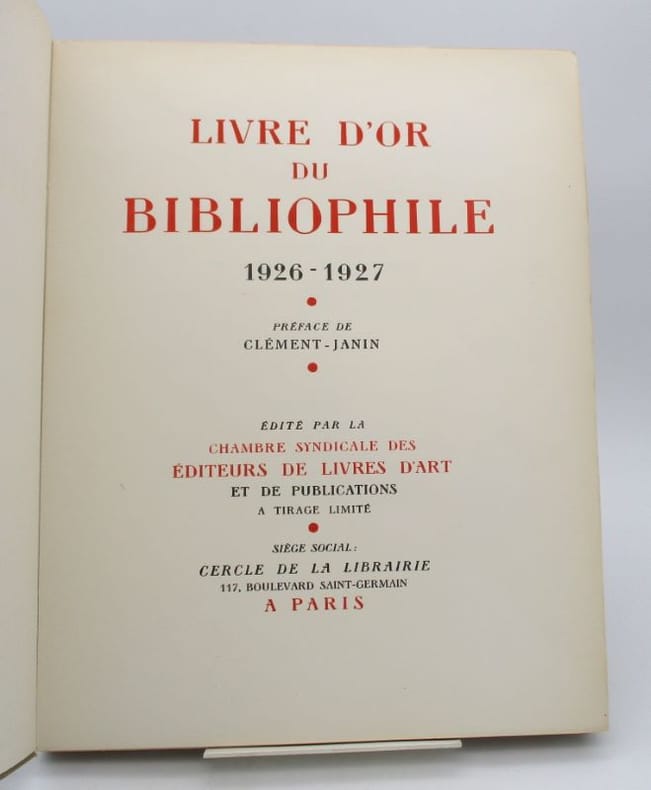 LIVRE D'OR
DU
BIBLIOPHILE
1926-1927
PRÉFACE DE
CLÉMENT-JANIN
ÉDITÉ PAR LA
CHAMBRE SYNDICALE DES
ÉDITEURS DE LIVRES D'ART
ET DE PUBLICATIONS
A TIRAGE LIMITÉ
SIÈGE SOCIAL:
CERCLE DE LA LIBRAIRIE
117, BOULEVARD SAINT-GERMAIN
A PARIS